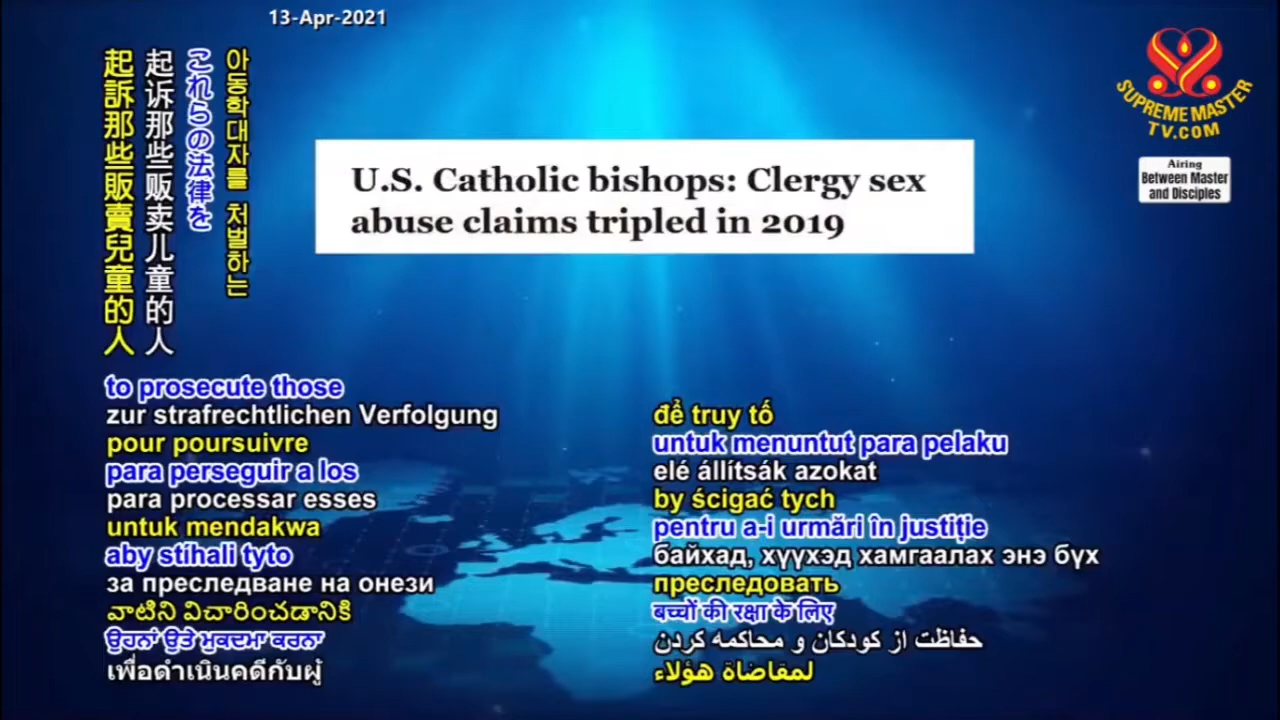 13-Apr-2021
SUPREME MASTER
TV.COM
Airing
Between Master
and Disciples
아동학대자를 처벌하는
これらの法律を
起诉那些贩卖儿童的人
起訴那些販賣兒童的人
U.S. Catholic bishops: Clergy sex
abuse claims tripled in 2019
to prosecute those
zur strafrechtlichen Verfolgung
pour poursuivre
para perseguir a los
para processar esses
untuk mendakwa
aby stíhali tyto
за преследване на онези
వాటిని విచారించడానికి
ਉਹਨਾਂ ਉਤੇ ਮੁਕਦਮਾ ਕਰਨਾ
เพื่อดำเนินคดีกับผู้
để truy tố
untuk menuntut para pelaku
elé állítsák azokat
by ścigać tych
pentru a-i urmări în justiție
байхад, хүүхэд хамгаалах энэ бүх
преследовать
बच्चों की रक्षा के लिए
حفاظت از کودکان و محاکمه کردن
لمقاضاة هؤلاء